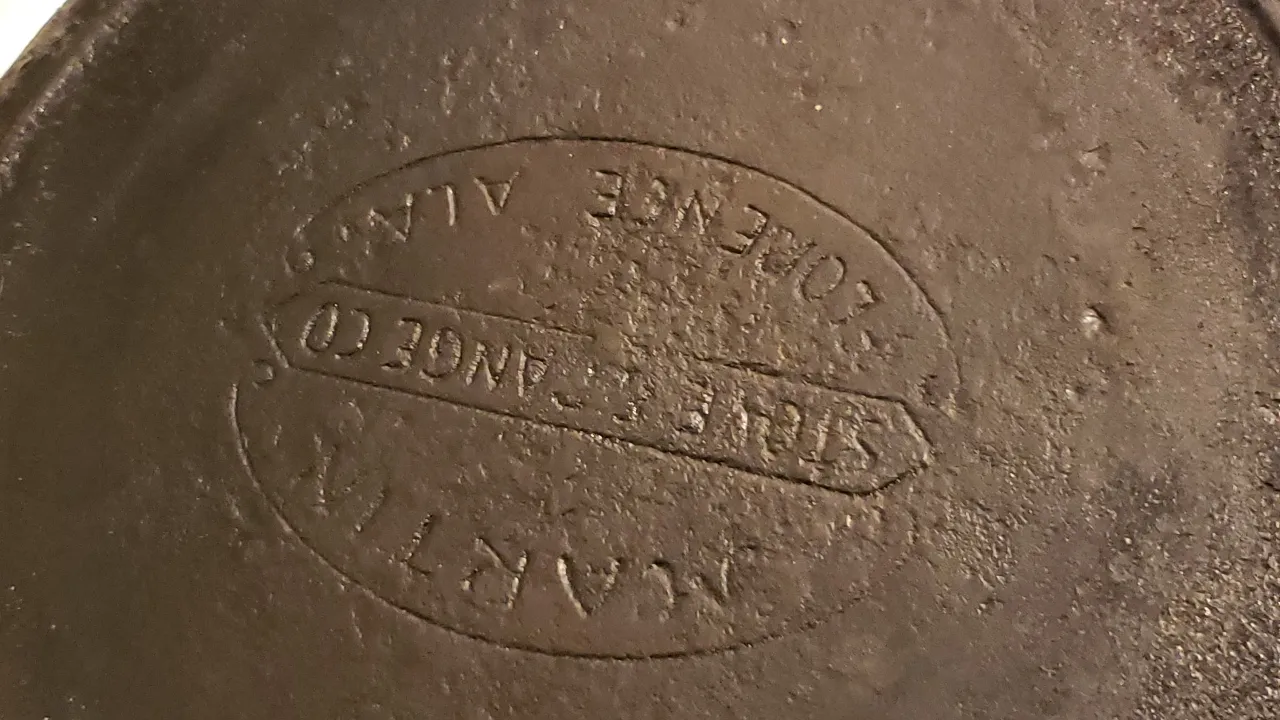 MARTIN
STOVE & RANGE CO
FLORENCE ALA.